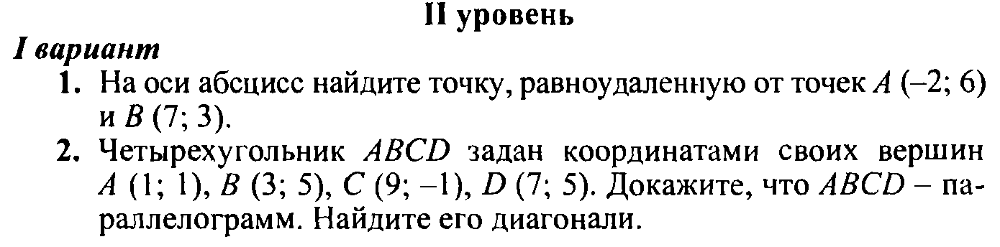 II уровень
I вариант
1. На оси абсцисс найдите точку, равноудаленную от точек A (–2; 6)
и B (7; 3).
2. Четырехугольник ABCD задан координатами своих вершин
A (1; 1), B (3; 5), C (9; –1), D (7; 5). Докажите, что ABCD – па-
раллелограмм. Найдите его диагонали.